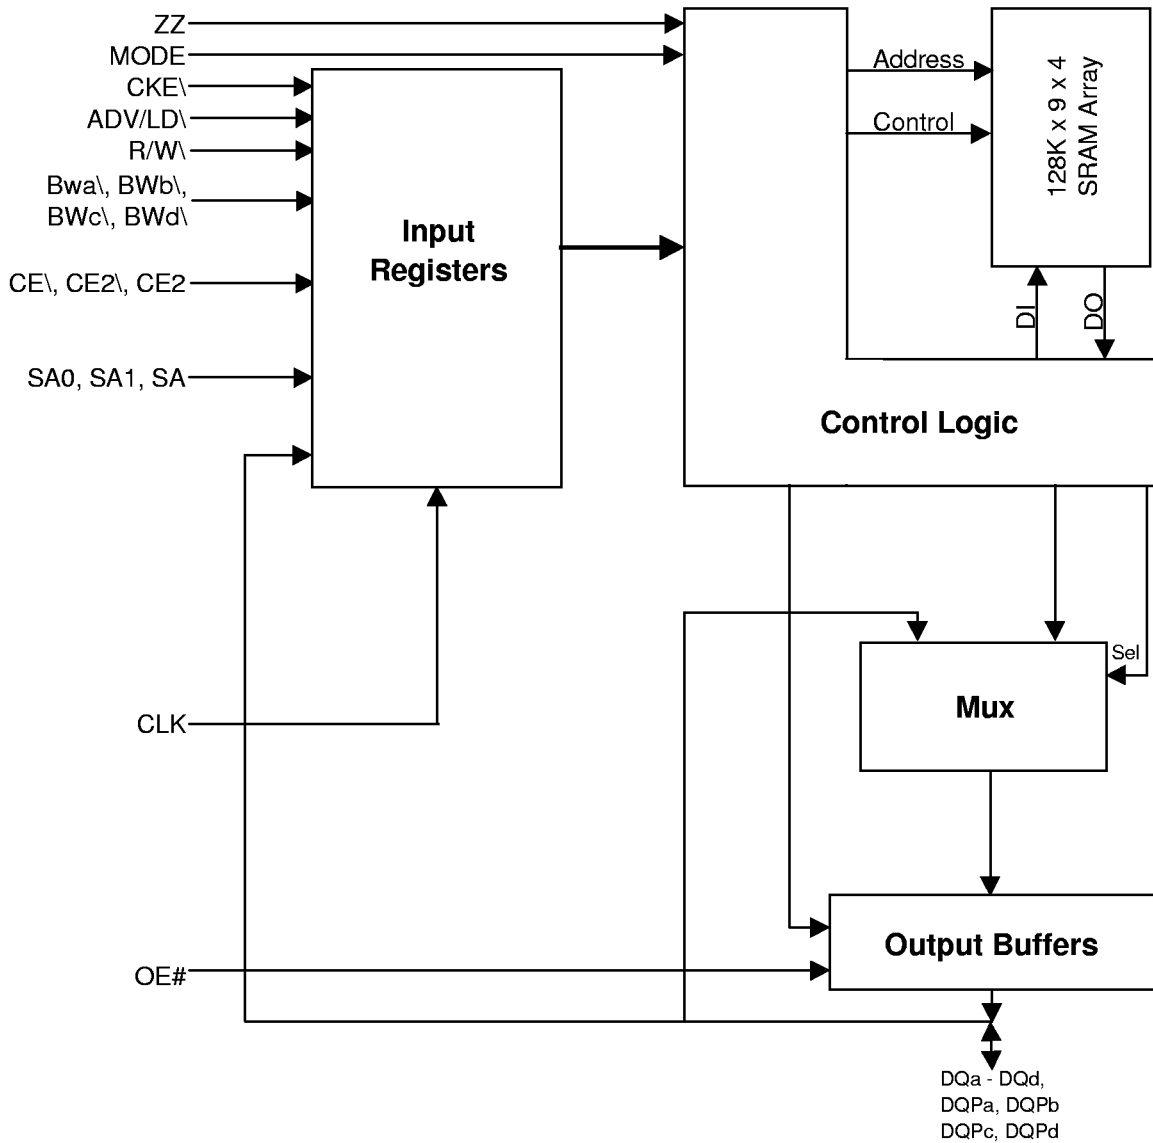 ZZ
MODE
CKE\
ADV/LD\
R/W\
Bwa\, BWb\,
BWc\, BWd\
CE\, CE2\, CE2
SA0, SA1, SA
CLK
OE#
Input
Registers
Address
Control
128K x 9 x 4
SRAM Array
DI
DO
Control Logic
Sel
Mux
Output Buffers
DQa - DQd,
DQPa, DQPb
DQPc, DQPd